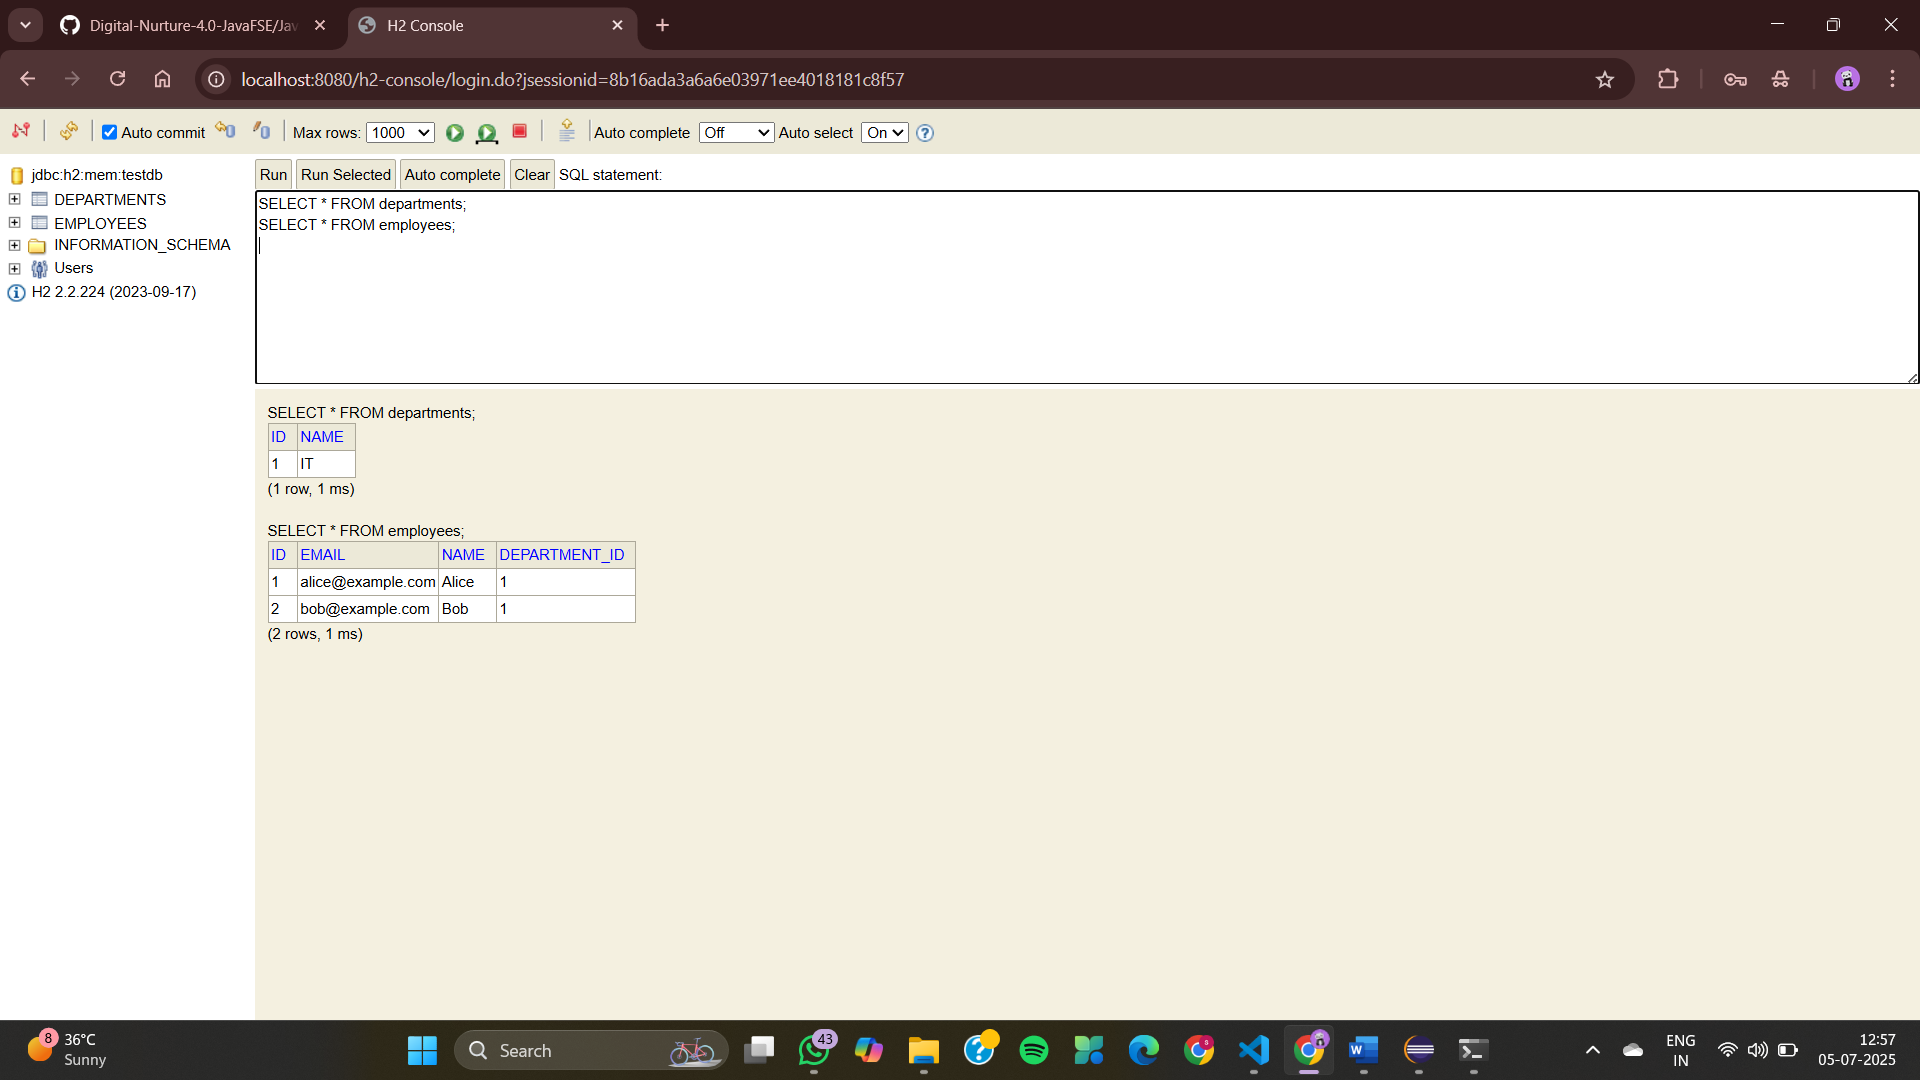 Digital-Nurture-4.0-JavaFSE/Jav
H2 Console
localhost:8080/h2-console/login.do?jsessionid=8b16ada3a6a6e03971ee4018181c8f57
Auto commit
Max rows: 1000
Auto complete Off Auto select On
jdbc:h2:mem:testdb
DEPARTMENTS
EMPLOYEES
INFORMATION_SCHEMA
Users
H2 2.2.224 (2023-09-17)
Run Run Selected Auto complete Clear SQL statement:
SELECT * FROM departments;
SELECT * FROM employees;
SELECT * FROM departments;
ID NAME
1 IT
(1 row, 1 ms)
SELECT * FROM employees;
ID EMAIL NAME DEPARTMENT_ID
1 alice@example.com Alice 1
2 bob@example.com Bob 1
(2 rows, 1 ms)
8
36°C
Sunny
Search
43
8
ENG
IN
12:57
05-07-2025